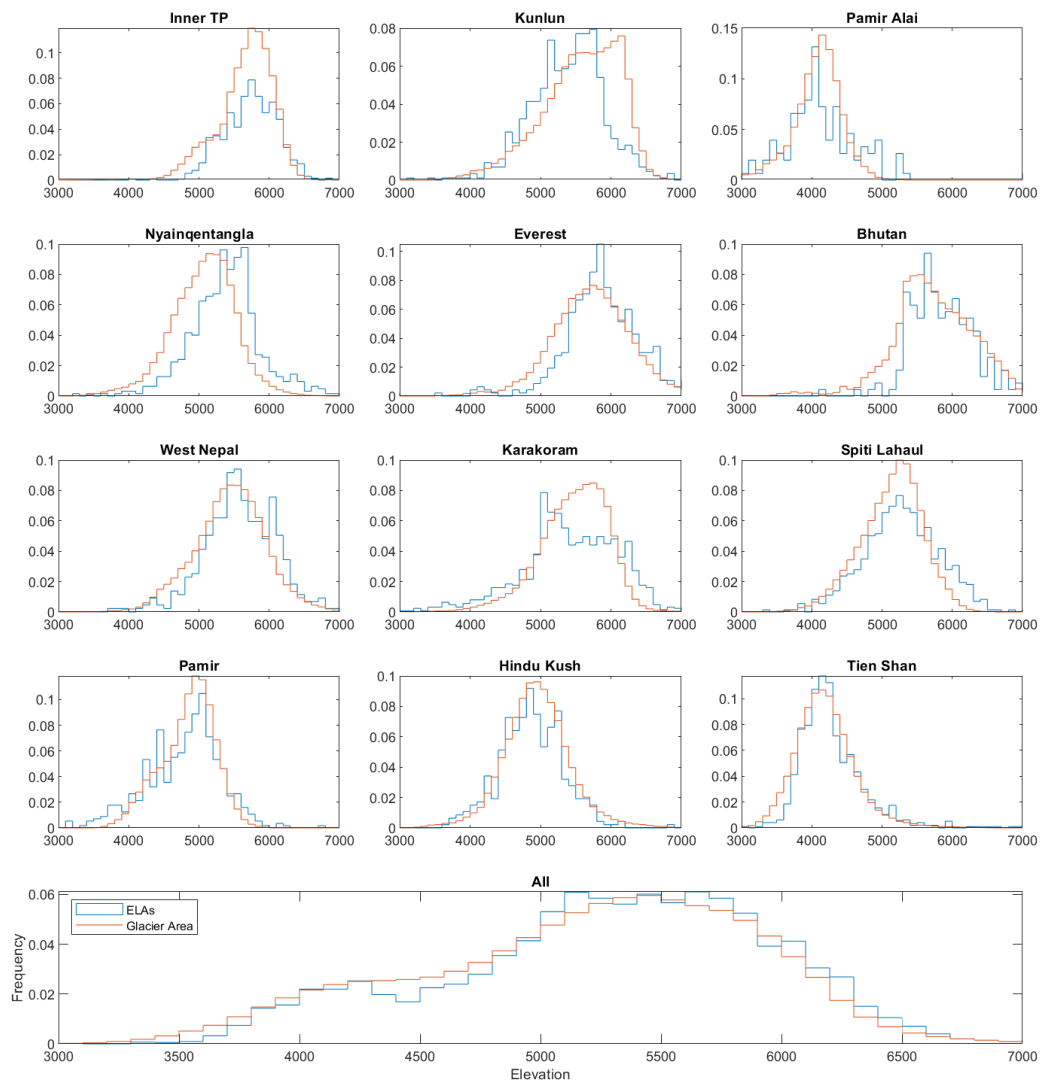 Inner TP
Kunlun
Pamir Alai
0.1
0.08
0.06
0.04
0.02
0
3000 4000 5000 6000 7000
0.08
0.06
0.04
0.02
0
3000 4000 5000 6000 7000
0.15
0.1
0.05
0
3000 4000 5000 6000 7000
Nyainqentangla
Everest
Bhutan
0.1
0.08
0.06
0.04
0.02
0
3000 4000 5000 6000 7000
0.1
0.08
0.06
0.04
0.02
0
3000 4000 5000 6000 7000
0.1
0.08
0.06
0.04
0.02
0
3000 4000 5000 6000 7000
West Nepal
Karakoram
Spiti Lahaul
0.1
0.08
0.06
0.04
0.02
0
3000 4000 5000 6000 7000
0.1
0.08
0.06
0.04
0.02
0
3000 4000 5000 6000 7000
0.1
0.08
0.06
0.04
0.02
0
3000 4000 5000 6000 7000
Pamir
Hindu Kush
Tien Shan
0.1
0.08
0.06
0.04
0.02
0
3000 4000 5000 6000 7000
0.1
0.08
0.06
0.04
0.02
0
3000 4000 5000 6000 7000
0.1
0.08
0.06
0.04
0.02
0
3000 4000 5000 6000 7000
All
ELAs
Glacier Area
Frequency
0.06
0.04
0.02
0
3000 3500 4000 4500 5000 5500 6000 6500 7000
Elevation